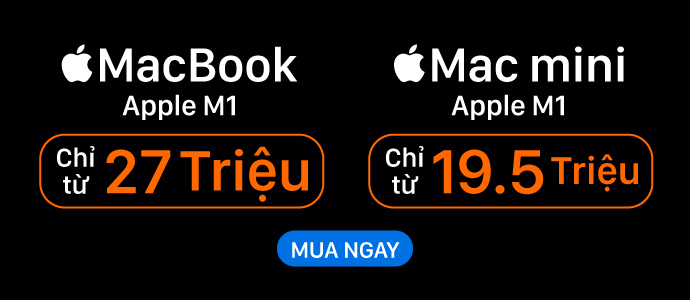 MacBook
Apple M1
Chỉ từ 27 Triệu
Mac mini
Apple M1
Chỉ từ 19.5 Triệu
MUA NGAY